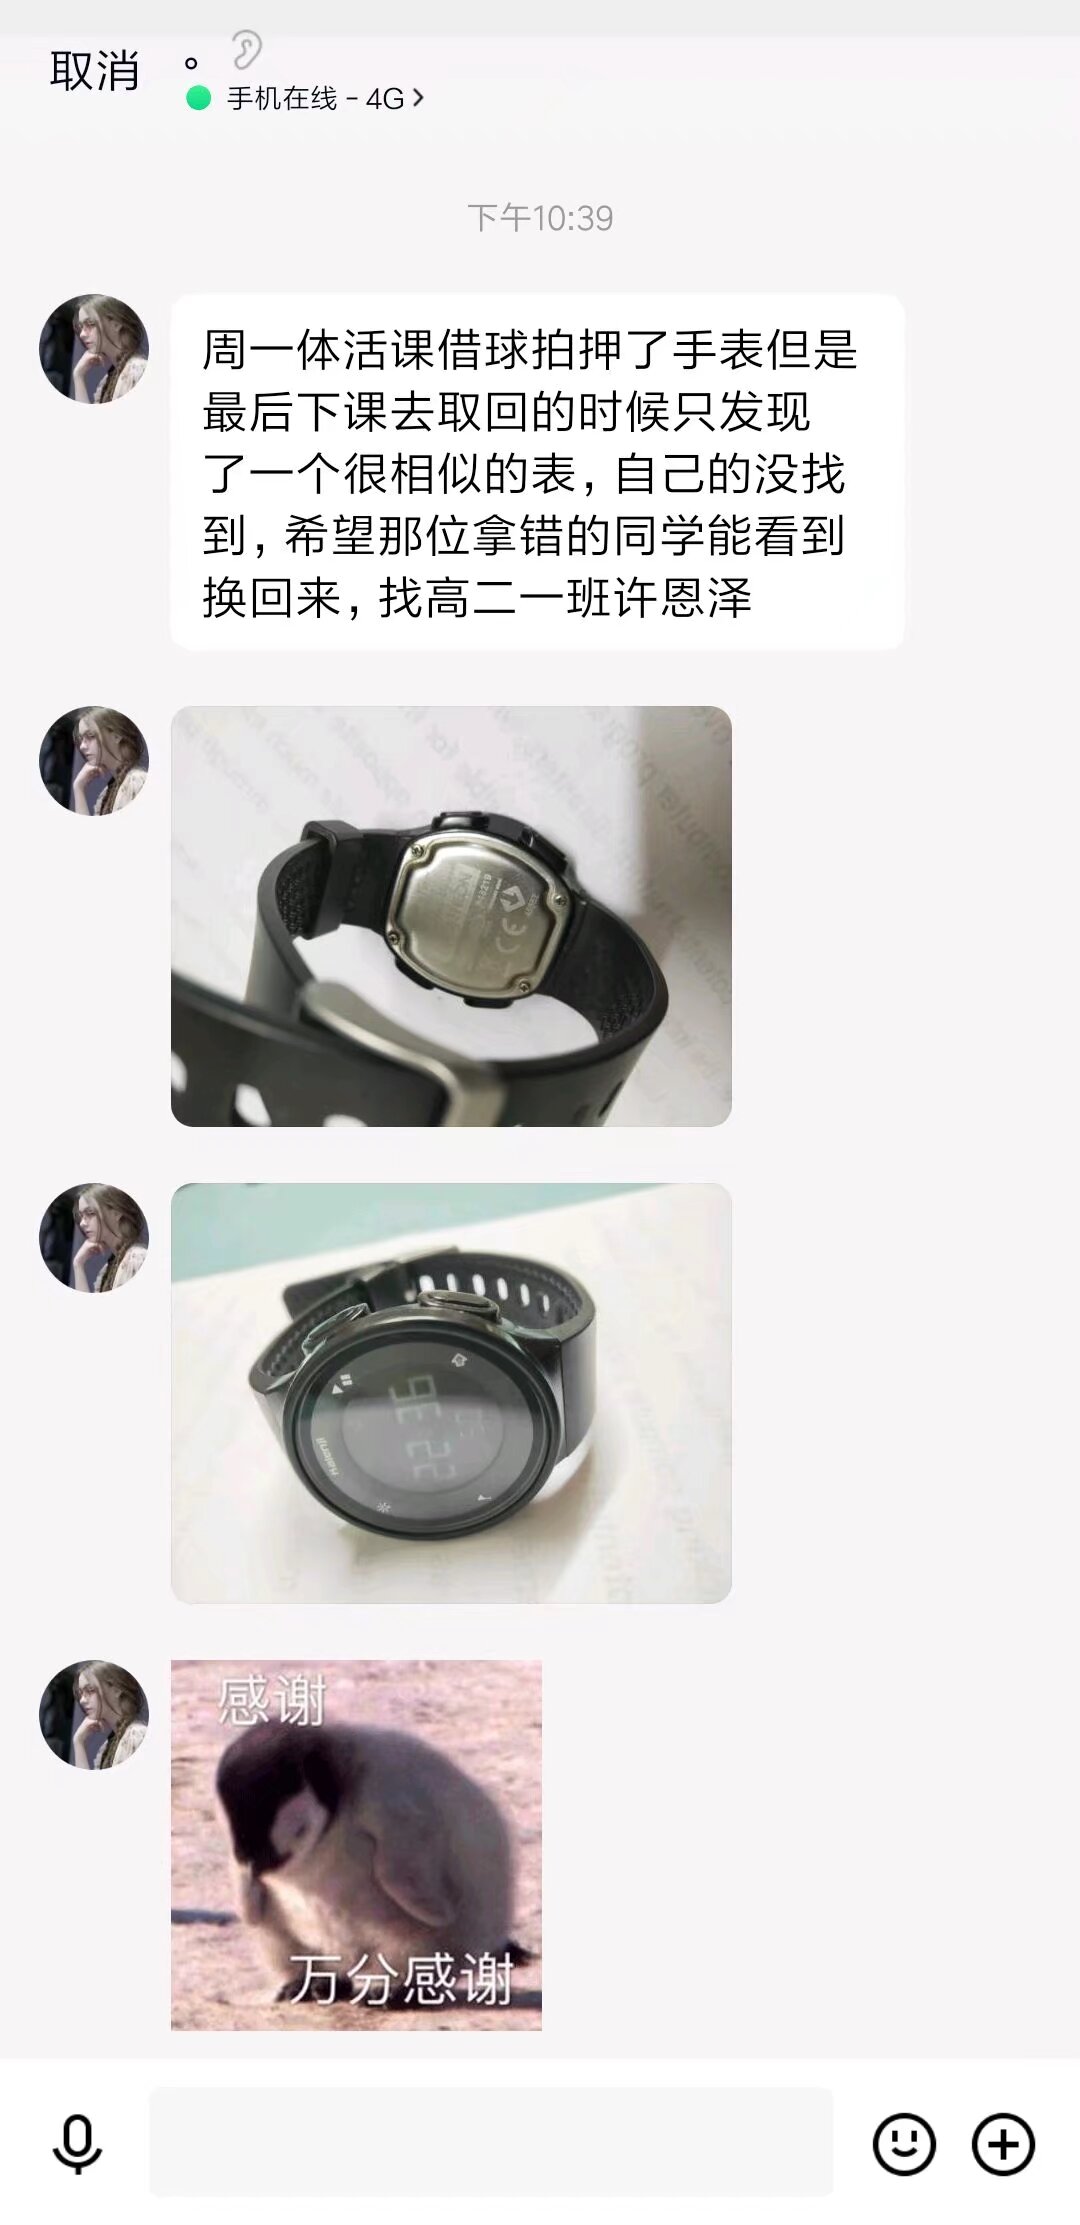 取消
。
手机在线 - 4G >
下午10:39
周一体活课借球拍押了手表但是
最后下课去取回的时候只发现
了一个很相似的表，自己的没找
到，希望那位拿错的同学能看到
换回来，找高二一班许恩泽
CE
Kalenji
感谢
万分感谢